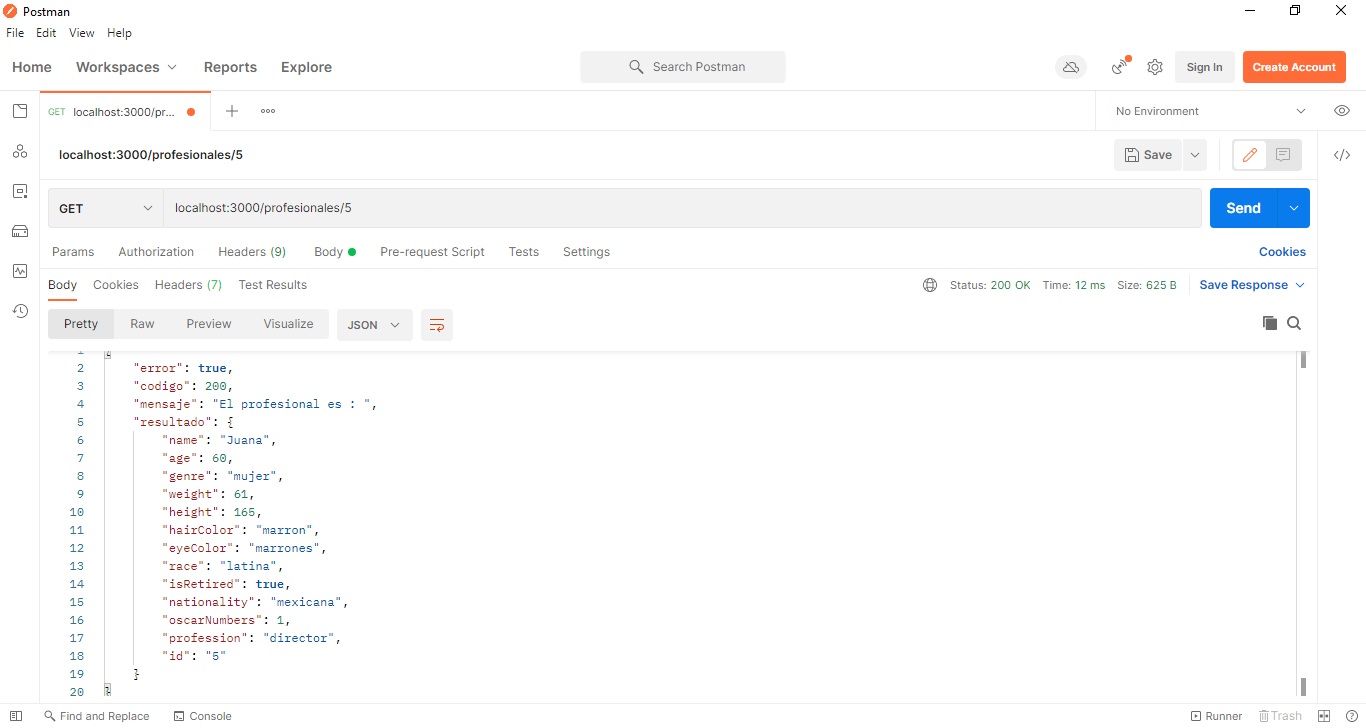 Postman
File Edit View Help
Home Workspaces Reports Explore Search Postman Sign In Create Account
GET localhost:3000/pr... No Environment
localhost:3000/profesionales/5 Save
GET localhost:3000/profesionales/5 Send
Params Authorization Headers (9) Body Pre-request Script Tests Settings Cookies
Body Cookies Headers (7) Test Results Status: 200 OK Time: 12 ms Size: 625 B Save Response
Pretty Raw Preview Visualize JSON
1 {
2 "error": true,
3 "codigo": 200,
4 "mensaje": "El profesional es : ",
5 "resultado": {
6 "name": "Juana",
7 "age": 60,
8 "genre": "mujer",
9 "weight": 61,
10 "height": 165,
11 "hairColor": "marron",
12 "eyeColor": "marrones",
13 "race": "latina",
14 "isRetired": true,
15 "nationality": "mexicana",
16 "oscarNumbers": 1,
17 "profession": "director",
18 "id": "5"
19 }
20 }
Find and Replace Console Runner Trash